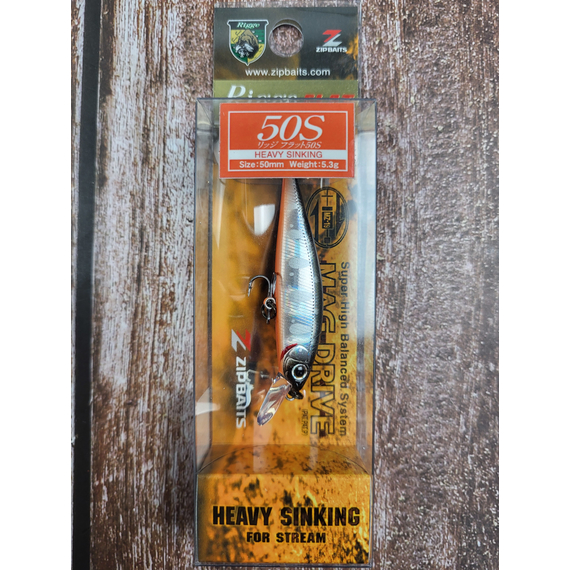 Rigge
ZIPBAITS
www.zipbaits.com
50S
リッジ フラット50S
HEAVY SINKING
Size:50mm Weight:5.3g
Super High Balanced System
MAG-DRIVE
ZIPBAITS
HEAVY SINKING
FOR STREAM